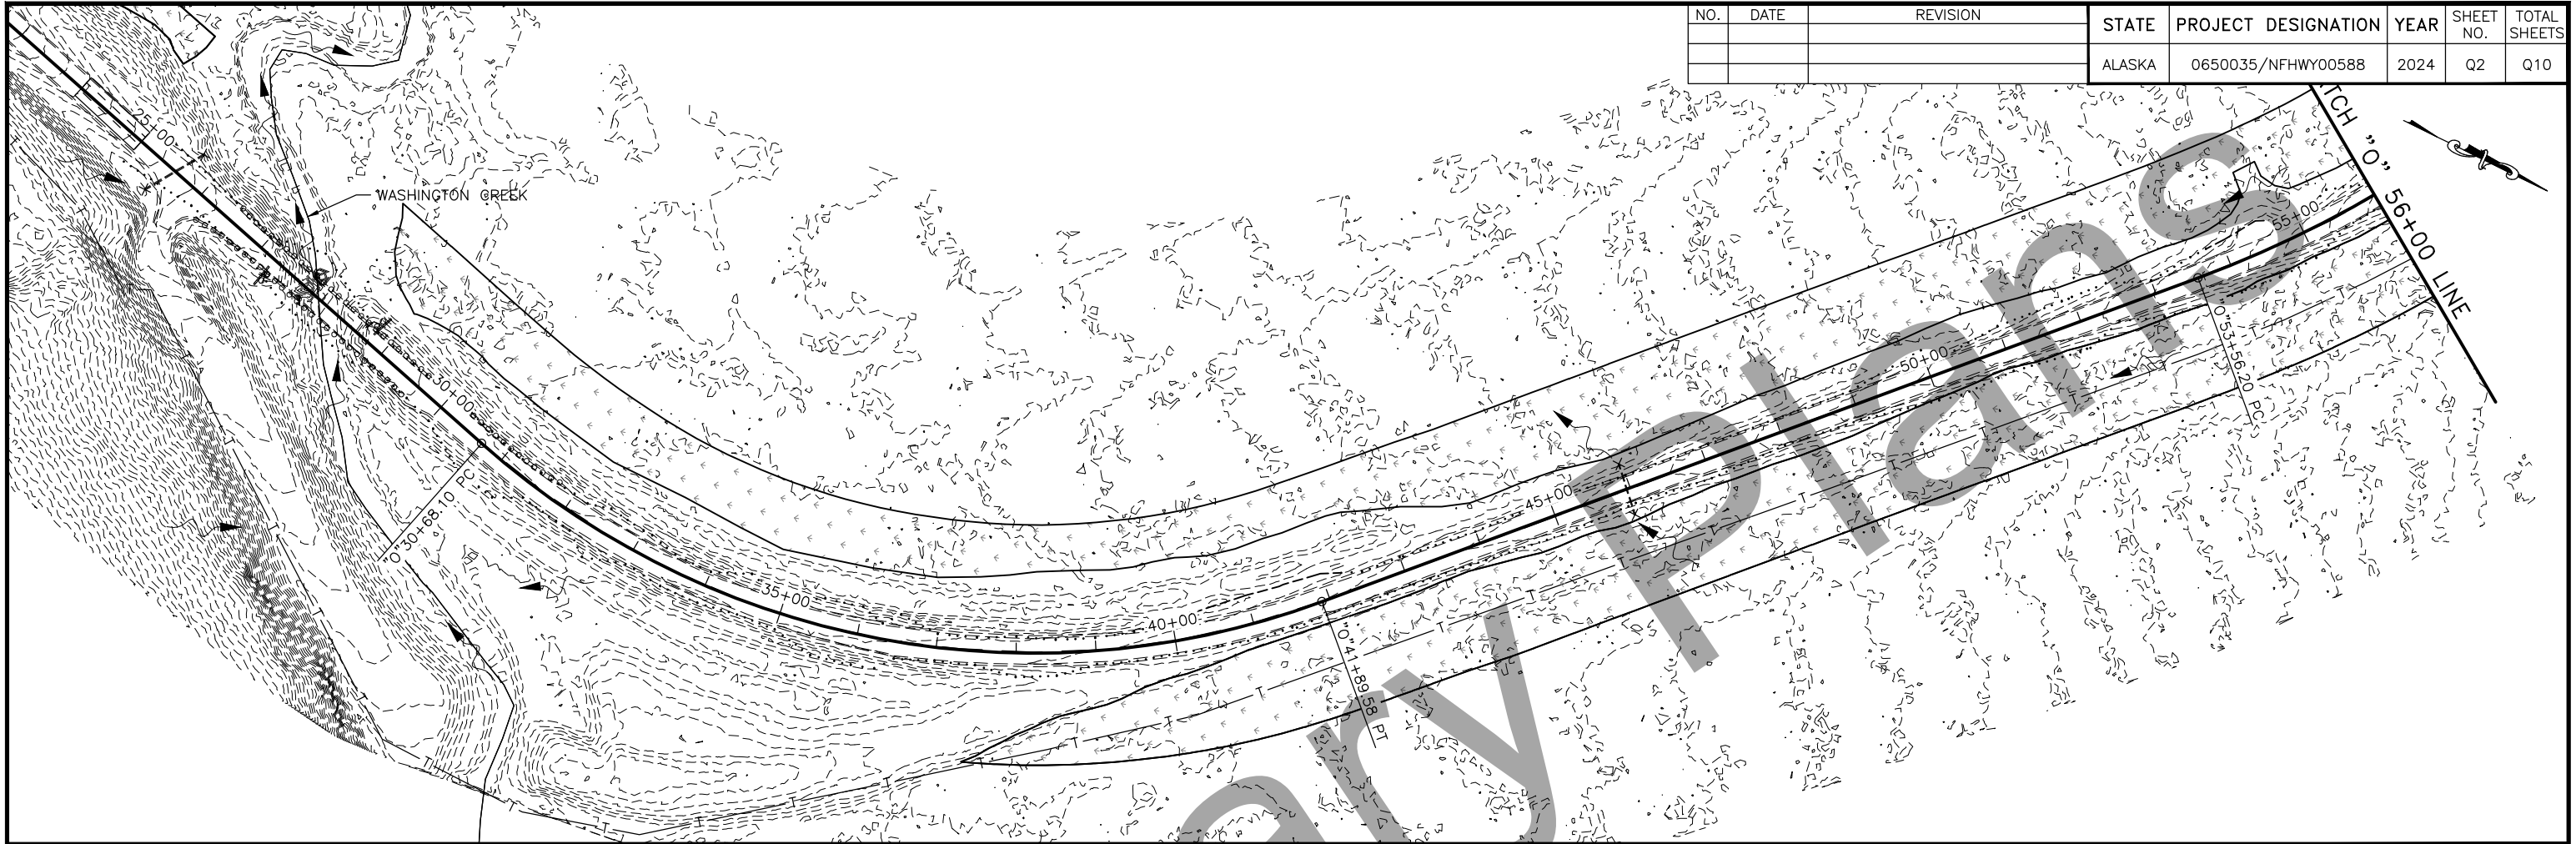 NO. DATE REVISION
STATE PROJECT DESIGNATION YEAR SHEET NO. TOTAL SHEETS
ALASKA 0650035/NFHWY00588 2024 Q2 Q10
TCH "O" 56+00 LINE
25+00
WASHINGTON CREEK
30+00
"O"30+68.10 PC
35+00
40+00
"O"41+89.58 PT
45+00
50+00
"O"53+56.20 PC
55+00
ary Plans